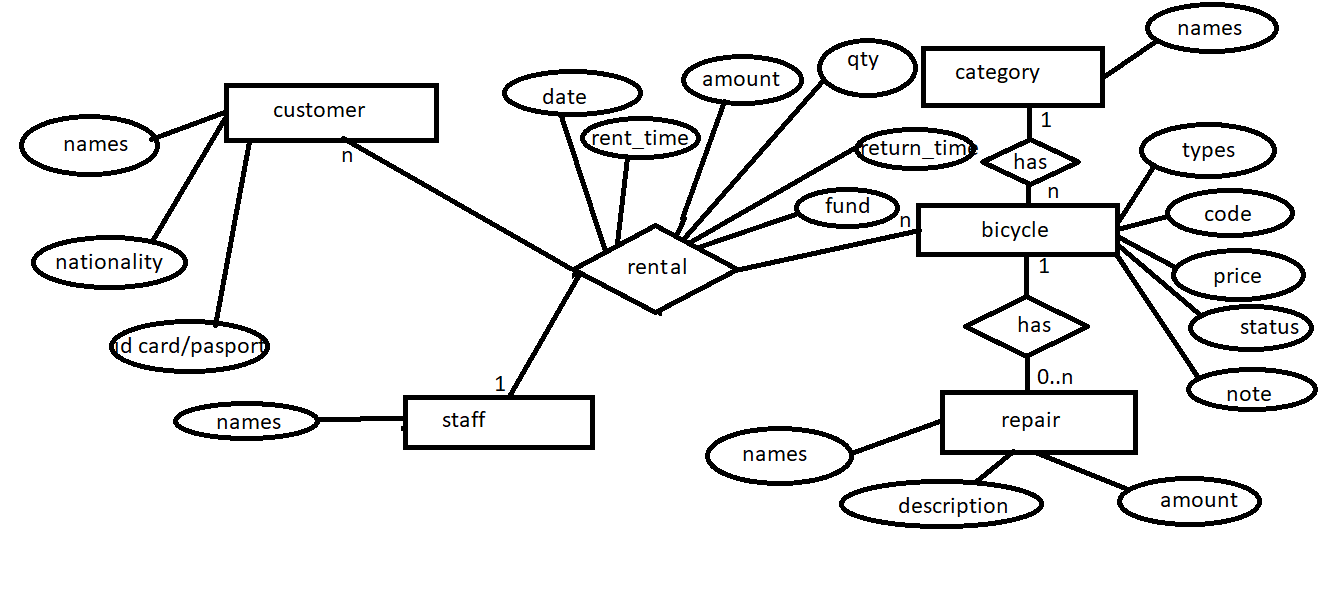 names
category
customer
qty
amount
date
rent_time
names
n
1
return_time
has
types
n
fund
n
code
bicycle
nationality
rental
1
price
id card/pasport
has
status
1
0..n
note
names
staff
repair
names
description
amount